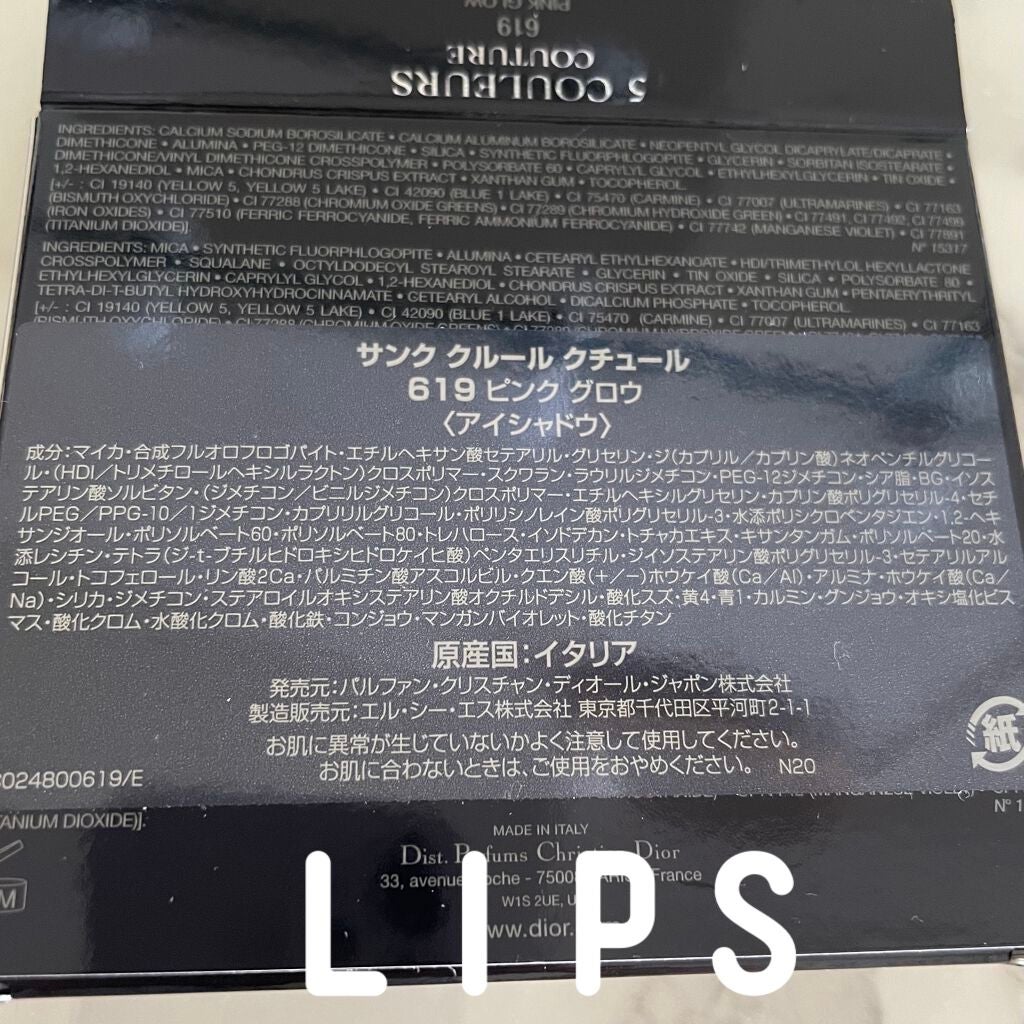 PINK GLOW
619
COUTURE
5 COULEURS
INGREDIENTS: CALCIUM SODIUM BOROSILICATE • CALCIUM ALUMINUM BOROSILICATE • NEOPENTYL GLYCOL DICAPRYLATE/DICAPRATE •
DIMETHICONE • ALUMINA • PEG-12 DIMETHICONE • SILICA • SYNTHETIC FLUORPHLOGOPITE • GLYCERIN • SORBITAN ISOSTEARATE •
DIMETHICONE/VINYL DIMETHICONE CROSSPOLYMER • POLYSORBATE 60 • CAPRYLYL GLYCOL • ETHYLHEXYLGLYCERIN • TIN OXIDE •
1,2-HEXANEDIOL • MICA • CHONDRUS CRISPUS EXTRACT • XANTHAN GUM • TOCOPHEROL.
[+/- : CI 19140 (YELLOW 5, YELLOW 5 LAKE) • CI 42090 (BLUE 1 LAKE) • CI 75470 (CARMINE) • CI 77007 (ULTRAMARINES) • CI 77163
(BISMUTH OXYCHLORIDE) • CI 77288 (CHROMIUM OXIDE GREENS) • CI 77289 (CHROMIUM HYDROXIDE GREEN) • CI 77491, CI 77492, CI 77499
(IRON OXIDES) • CI 77510 (FERRIC FERROCYANIDE, FERRIC AMMONIUM FERROCYANIDE) • CI 77742 (MANGANESE VIOLET) • CI 77891
(TITANIUM DIOXIDE)]. N° 15317
INGREDIENTS: MICA • SYNTHETIC FLUORPHLOGOPITE • ALUMINA • CETEARYL ETHYLHEXANOATE • HDI/TRIMETHYLOL HEXYLLACTONE
CROSSPOLYMER • SQUALANE • OCTYLDODECYL STEAROYL STEARATE • GLYCERIN • TIN OXIDE • SILICA • POLYSORBATE 80 •
ETHYLHEXYLGLYCERIN • CAPRYLYL GLYCOL • 1,2-HEXANEDIOL • CHONDRUS CRISPUS EXTRACT • XANTHAN GUM • PENTAERYTHRITYL
TETRA-DI-T-BUTYL HYDROXYHYDROCINNAMATE • CETEARYL ALCOHOL • DICALCIUM PHOSPHATE • TOCOPHEROL.
[+/- : CI 19140 (YELLOW 5, YELLOW 5 LAKE) • CI 42090 (BLUE 1 LAKE) • CI 75470 (CARMINE) • CI 77007 (ULTRAMARINES) • CI 77163
(BISMUTH OXYCHLORIDE) • CI 77288 (CHROMIUM OXIDE GREENS) •
サンク クルール クチュール
619 ピンク グロウ
〈アイシャドウ〉
成分:マイカ・合成フルオロフロゴパイト・エチルヘキサン酸セテアリル・グリセリン・ジ(カプリル/カプリン酸)ネオペンチルグリコー
ル・(HDI/トリメチロールヘキシルラクトン)クロスポリマー・スクワラン・ラウリルジメチコン・PEG-12ジメチコン・シア脂・BG・イソス
テアリン酸ソルビタン・(ジメチコン/ビニルジメチコン)クロスポリマー・エチルヘキシルグリセリン・カプリン酸ポリグリセリル-4・セチ
ルPEG/PPG-10/1ジメチコン・カプリリルグリコール・ポリリシノレイン酸ポリグリセリル-3・水添ポリシクロペンタジエン・1,2-ヘキ
サンジオール・ポリソルベート60・ポリソルベート80・トレハロース・イソドデカン・トチャカエキス・キサンタンガム・ポリソルベート20・水
添レシチン・テトラ(ジ-t-ブチルヒドロキシヒドロケイヒ酸)ペンタエリスリチル・ジイソステアリン酸ポリグリセリル-3・セテアリルアル
コール・トコフェロール・リン酸2Ca・パルミチン酸アスコルビル・クエン酸(+/−)ホウケイ酸(Ca/Al)・アルミナ・ホウケイ酸(Ca/
Na)・シリカ・ジメチコン・ステアロイルオキシステアリン酸オクチルドデシル・酸化スズ・黄4・青1・カルミン・グンジョウ・オキシ塩化ビス
マス・酸化クロム・水酸化クロム・酸化鉄・コンジョウ・マンガンバイオレット・酸化チタン
原産国:イタリア
発売元:パルファン・クリスチャン・ディオール・ジャポン株式会社
製造販売元:エル・シー・エス株式会社 東京都千代田区平河町2-1-1
お肌に異常が生じていないかよく注意して使用してください。
お肌に合わないときは、ご使用をおやめください。 N20
紙
024800619/E
TANIUM DIOXIDE)].
N° 1
M
MADE IN ITALY
Dist. Parfums Christian Dior
33, avenue Hoche - 75008 PARIS France
W1S 2UE, U
www.dior.
LIPS